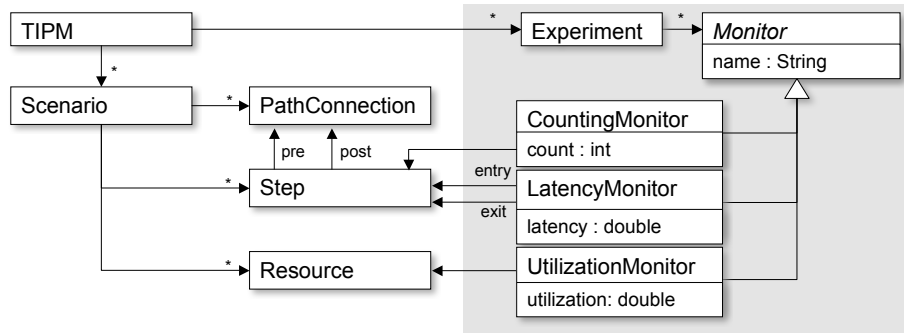 TIPM
*
*
Experiment
*
Monitor
name : String
Scenario
*
PathConnection
pre
post
CountingMonitor
count : int
*
Step
entry
exit
LatencyMonitor
latency : double
*
Resource
UtilizationMonitor
utilization: double